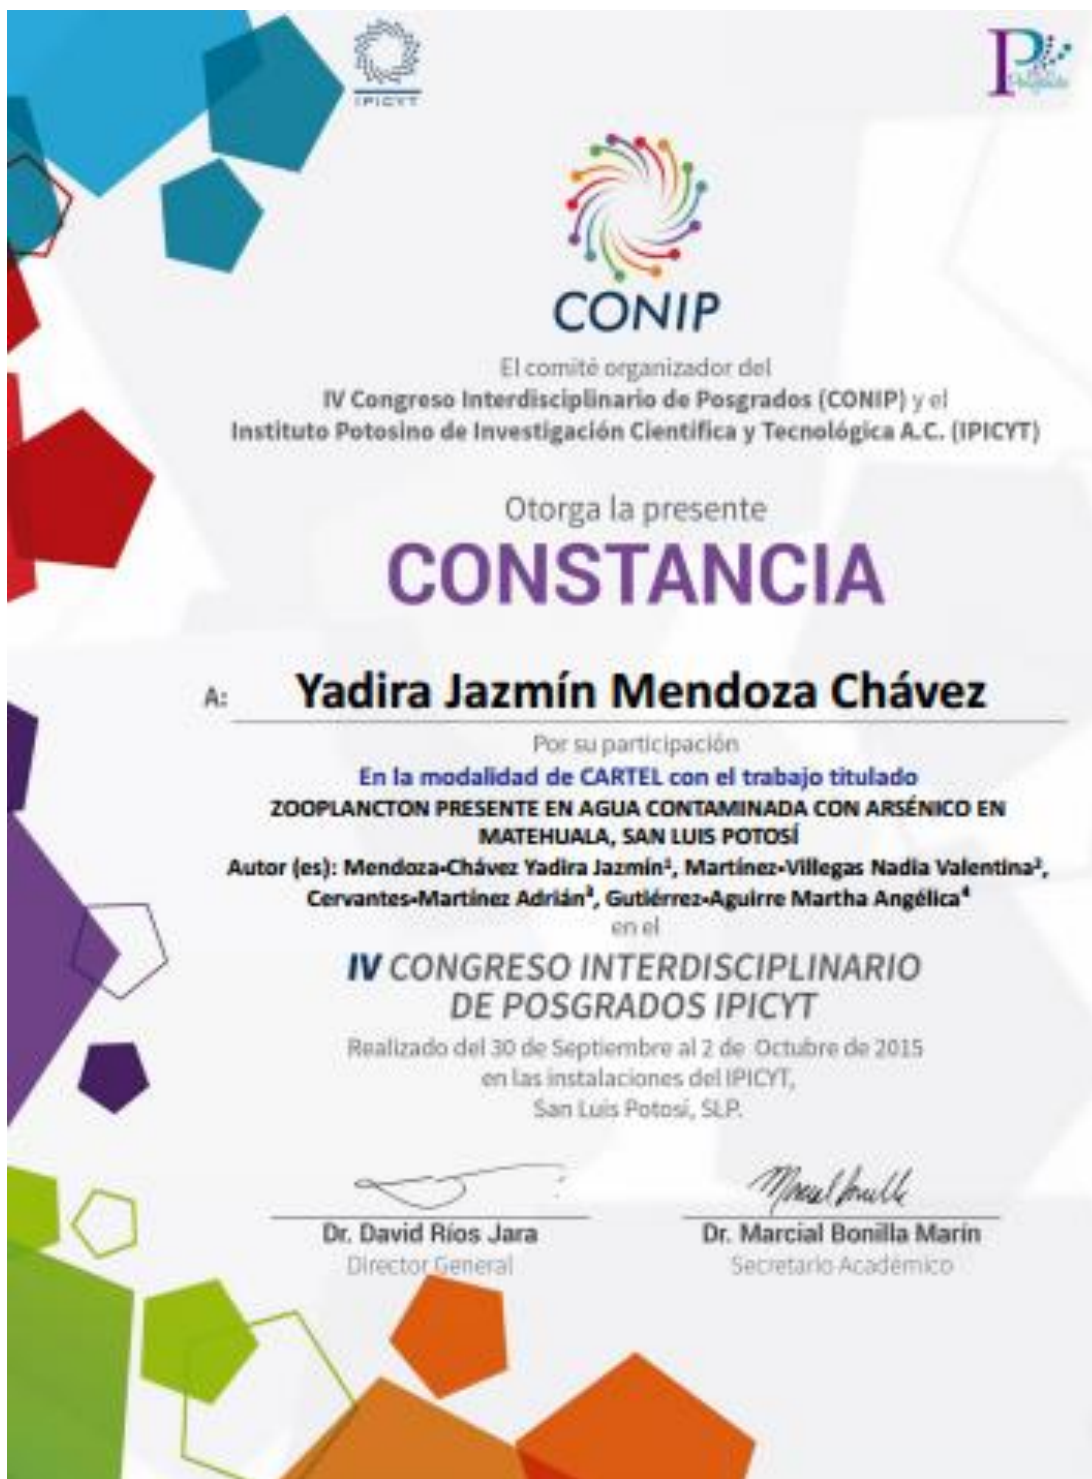 IPICYT
P
Posgrado
CONIP
El comité organizador del
IV Congreso Interdisciplinario de Posgrados (CONIP) y el
Instituto Potosino de Investigación Científica y Tecnológica A.C. (IPICYT)
Otorga la presente
CONSTANCIA
A: Yadira Jazmín Mendoza Chávez
Por su participación
En la modalidad de CARTEL con el trabajo titulado
ZOOPLANCTON PRESENTE EN AGUA CONTAMINADA CON ARSÉNICO EN
MATEHUALA, SAN LUIS POTOSÍ
Autor (es): Mendoza-Chávez Yadira Jazmín¹, Martínez-Villegas Nadia Valentina²,
Cervantes-Martínez Adrián³, Gutiérrez-Aguirre Martha Angélica⁴
en el
IV CONGRESO INTERDISCIPLINARIO
DE POSGRADOS IPICYT
Realizado del 30 de Septiembre al 2 de Octubre de 2015
en las instalaciones del IPICYT,
San Luis Potosí, SLP.
Dr. David Ríos Jara
Director General
Dr. Marcial Bonilla Marín
Secretario Académico